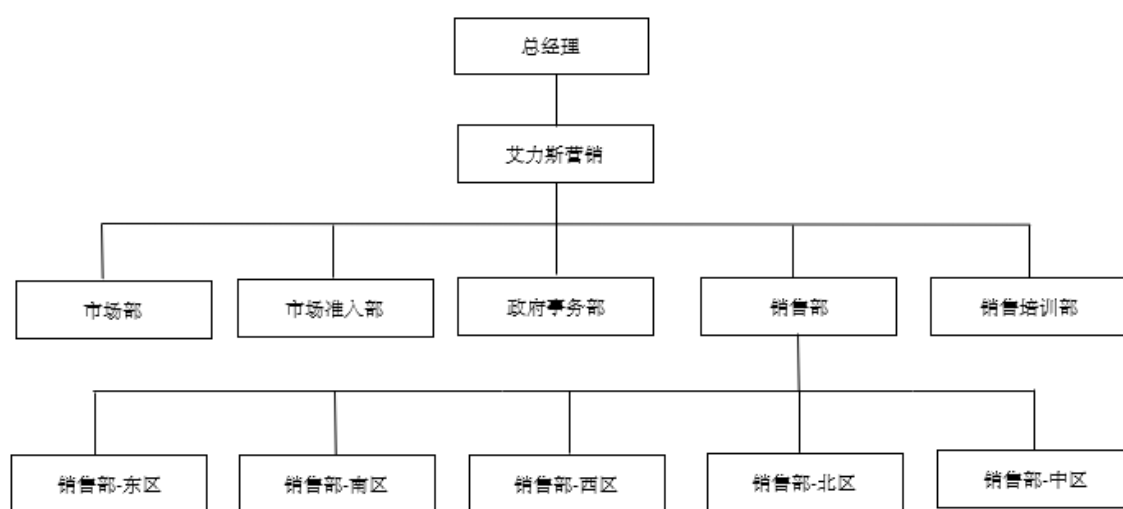 总经理
艾力斯营销
市场部
市场准入部
政府事务部
销售部
销售培训部
销售部-东区
销售部-南区
销售部-西区
销售部-北区
销售部-中区